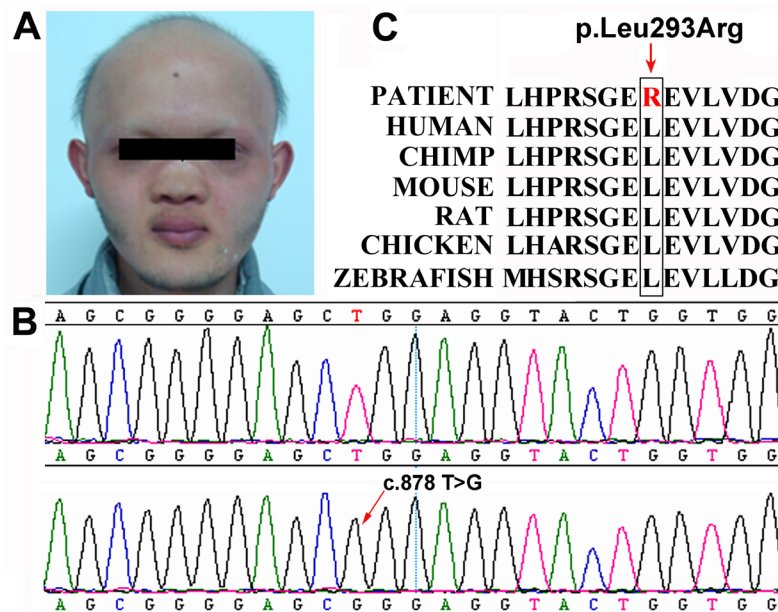 A
C
p.Leu293Arg
PATIENT LHPRSGEREVLVDG
HUMAN LHPRSGELEVLVDG
CHIMP LHPRSGELEVLVDG
MOUSE LHPRSGELEVLVDG
RAT LHPRSGELEVLVDG
CHICKEN LHARSGELEVLVDG
ZEBRAFISH MHSRSGELEVLLDG
B
A G C G G G G A G C T G G A G G T A C T G G T G G
A G C G G G G A G C T G G A G G T A C T G G T G G
c.878 T>G
A G C G G G G A G C G G G A G G T A C T G G T G G